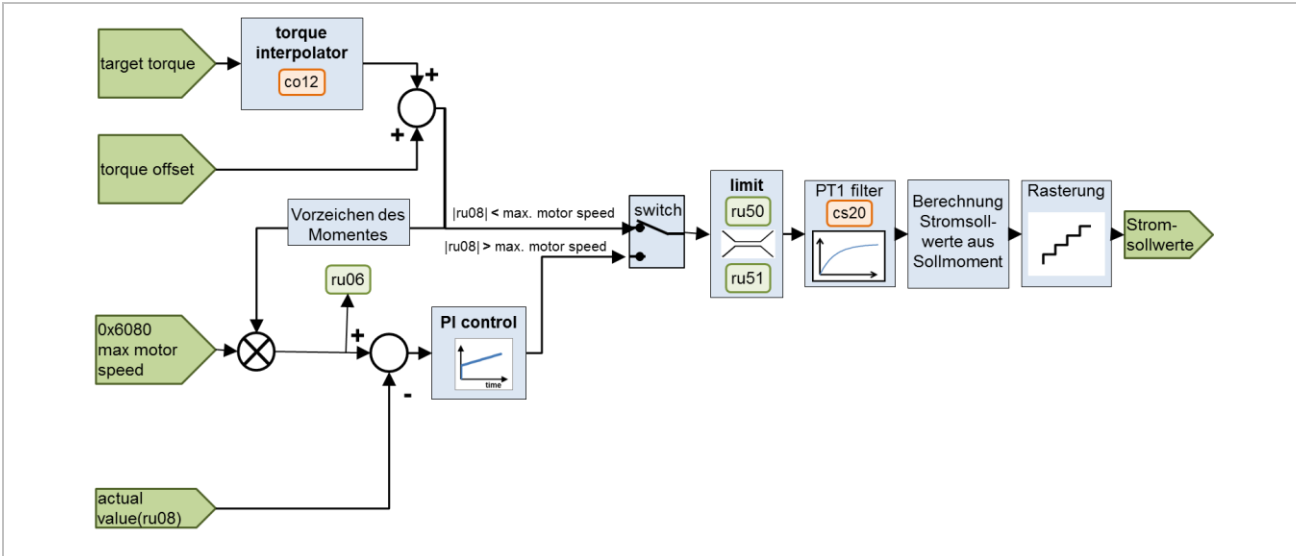 target torque
torque
interpolator
co12
+
+
torque offset
Vorzeichen des
Momentes
|ru08| < max. motor speed
|ru08| > max. motor speed
switch
limit
ru50
ru51
PT1 filter
cs20
Berechnung
Stromsoll-
werte aus
Sollmoment
Rasterung
Strom-
sollwerte
ru06
0x6080
max motor
speed
+
-
PI control
time
actual
value(ru08)